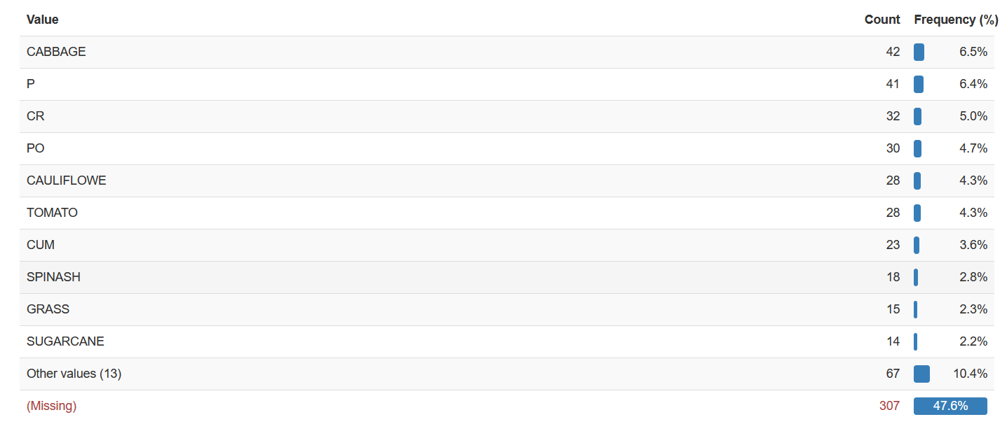 Value Count Frequency (%)
CABBAGE 42 6.5%
P 41 6.4%
CR 32 5.0%
PO 30 4.7%
CAULIFLOWE 28 4.3%
TOMATO 28 4.3%
CUM 23 3.6%
SPINASH 18 2.8%
GRASS 15 2.3%
SUGARCANE 14 2.2%
Other values (13) 67 10.4%
(Missing) 307 47.6%